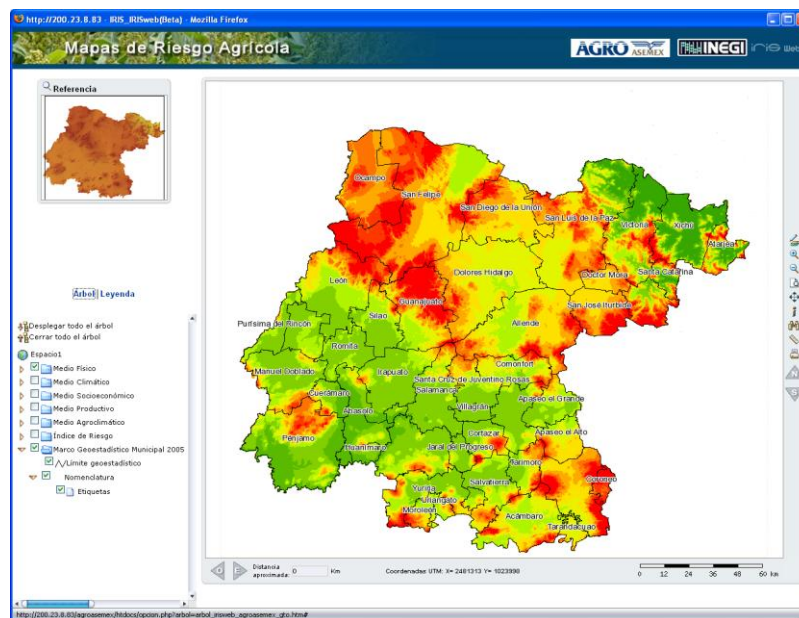 http://200.23.8.83 - IRIS_IRISweb(Beta) - Mozilla Firefox
Mapas de Riesgo Agrícola
AGRO ASEMEX
INEGI
iris Web
Referencia
Árbol Leyenda
Desplegar todo el árbol
Cerrar todo el árbol
Espacio1
Medio Físico
Medio Climático
Medio Socioeconómico
Medio Productivo
Medio Agroclimático
Índice de Riesgo
Marco Geoestadístico Municipal 2005
Límite geoestadístico
Nomenclatura
Etiquetas
Ocampo
San Felipe
San Diego de la Unión
San Luis de la Paz
Victoria
Xichú
Atarjea
Santa Catarina
Doctor Mora
Dolores Hidalgo
León
Guanajuato
San José Iturbide
Silao
Allende
Purísima del Rincón
Romita
Comonfort
Manuel Doblado
Irapuato
Santa Cruz de Juventino Rosas
Salamanca
Cuerámaro
Apaseo el Grande
Abasolo
Villagrán
Cortazar
Apaseo el Alto
Pénjamo
Huanímaro
Jaral del Progreso
Tarimoro
Coroneo
Yuriria
Salvatierra
Uriangato
Moroleón
Acámbaro
Tarandacuao
Distancia
aproximada: 0 Km
Coordenadas UTM: X= 2481313 Y= 1023998
0 12 24 36 48 60 km
http://200.23.8.83/agroasemex/htdocs/opcion.php?arbol=arbol_irisweb_agroasemex_gto.htm#